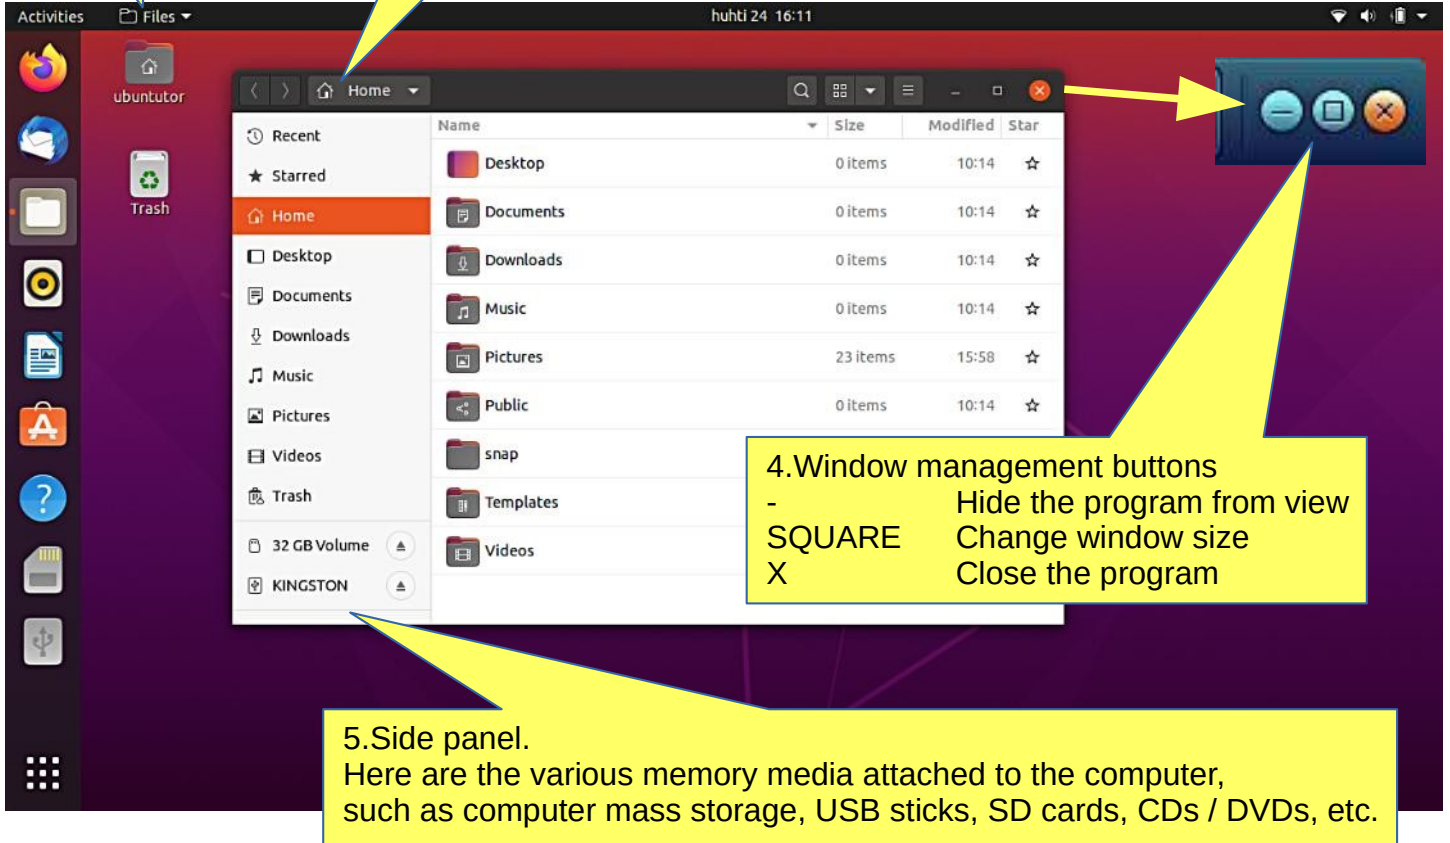 Activities Files huhti 24 16:11
ubuntutor
Trash
Home
Recent
Starred
Home
Desktop
Documents
Downloads
Music
Pictures
Videos
Trash
32 GB Volume
KINGSTON
Name Size Modified Star
Desktop 0 items 10:14
Documents 0 items 10:14
Downloads 0 items 10:14
Music 0 items 10:14
Pictures 23 items 15:58
Public 0 items 10:14
snap
Templates
Videos
4.Window management buttons
- Hide the program from view
SQUARE Change window size
X Close the program
5.Side panel.
Here are the various memory media attached to the computer,
such as computer mass storage, USB sticks, SD cards, CDs / DVDs, etc.